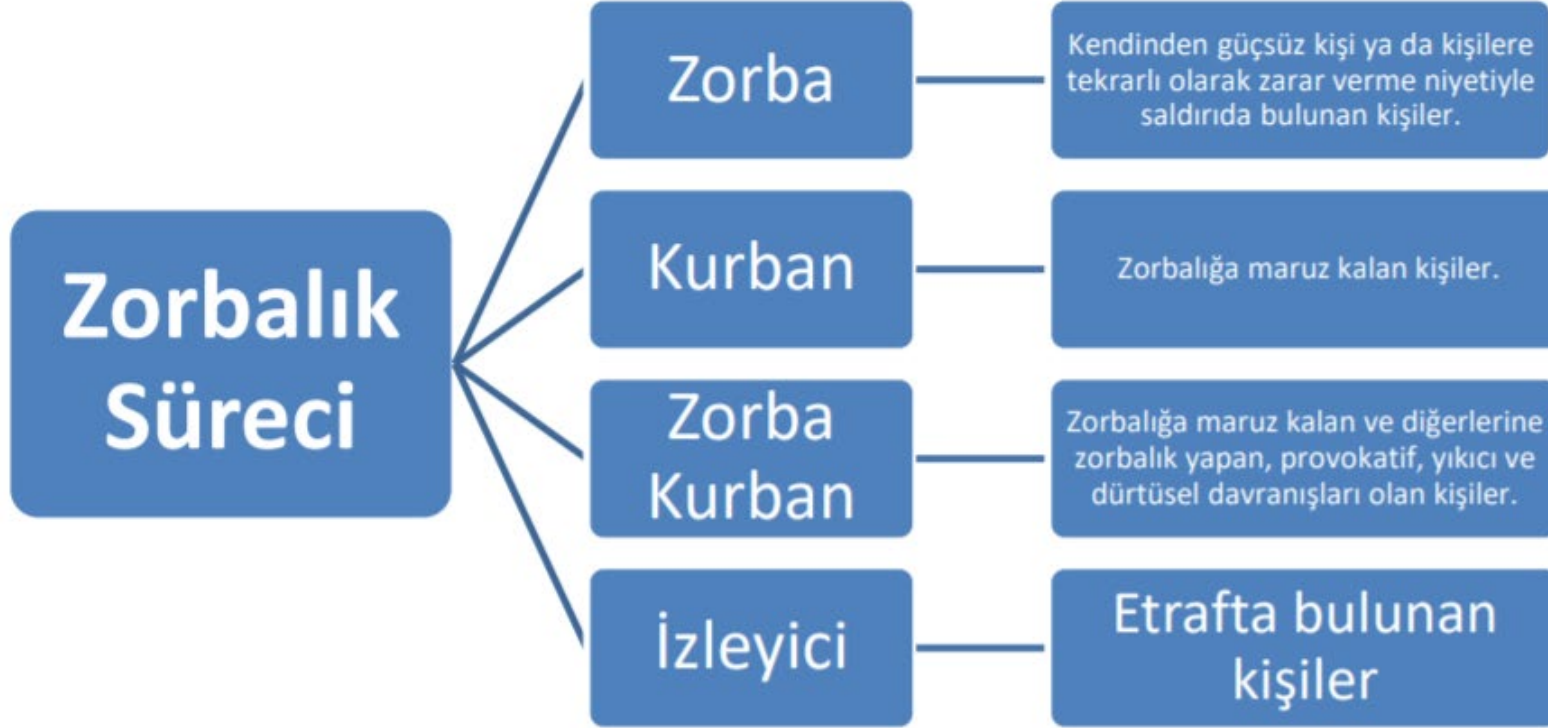 Zorbalık
Süreci
Zorba
Kendinden güçsüz kişi ya da kişilere
tekrarlı olarak zarar verme niyetiyle
saldırıda bulunan kişiler.
Kurban
Zorbalığa maruz kalan kişiler.
Zorba
Kurban
Zorbalığa maruz kalan ve diğerlerine
zorbalık yapan, provokatif, yıkıcı ve
dürtüsel davranışları olan kişiler.
İzleyici
Etrafta bulunan
kişiler